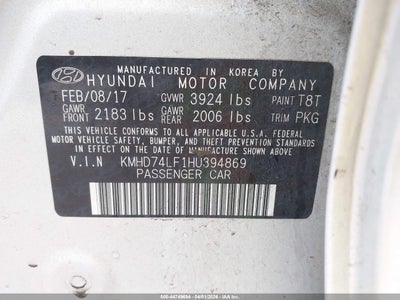 MANUFACTURED IN KOREA BY
HYUNDAI MOTOR COMPANY
FEB/08/17 GVWR 3924 lbs PAINT T8T
GAWR FRONT 2183 lbs GAWR REAR 2006 lbs TRIM PKG
THIS VEHICLE CONFORMS TO ALL APPLICABLE U.S.A. FEDERAL MOTOR
VEHICLE SAFETY, BUMPER, AND THEFT PREVENTION STANDARDS
IN EFFECT ON THE DATE OF MANUFACTURE SHOWN ABOVE.
V.I.N KMHD74LF1HU394869
PASSENGER CAR